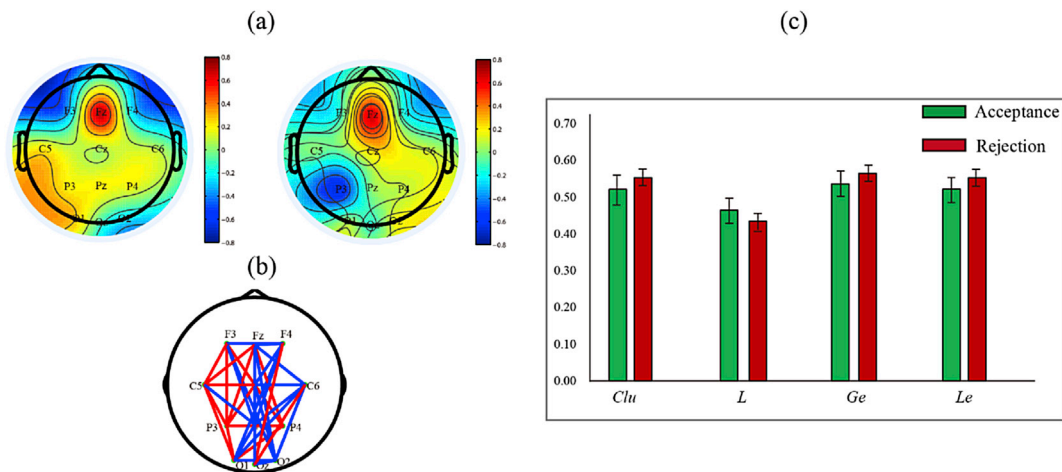 (a)
0.8
0.6
0.4
0.2
0
−0.2
−0.4
−0.6
−0.8
F3 Fz F4
C5 Cz C6
P3 Pz P4
O1 O2
0.8
0.6
0.4
0.2
0
−0.2
−0.4
−0.6
−0.8
F3 Fz F4
C5 Cz C6
P3 Pz P4
(b)
F3 Fz F4
C5 C6
P3 P4
O1 Oz O2
(c)
Acceptance
Rejection
0.70
0.60
0.50
0.40
0.30
0.20
0.10
0.00
Clu L Ge Le